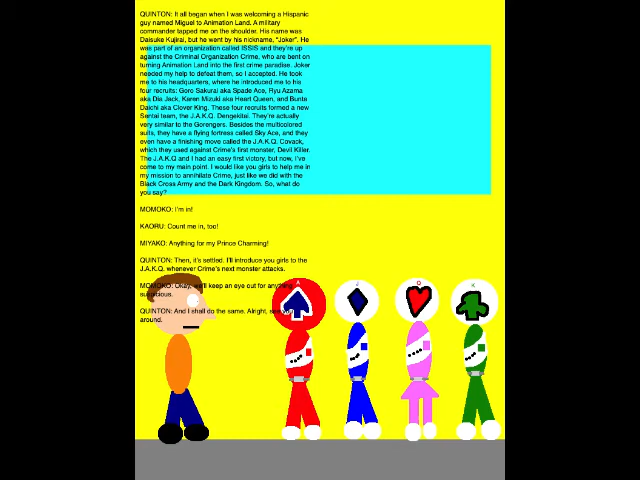 QUINTON: It all began when I was welcoming a Hispanic
guy named Miguel to Animation Land. A military
commander tapped me on the shoulder. His name was
Daisuke Kujirai, but he went by his nickname, "Joker". He
was part of an organization called ISSIS and they're up
against the Criminal Organization Crime, who are bent on
turning Animation Land into the first crime paradise. Joker
needed my help to defeat them, so I accepted. He took
me to his headquarters, where he introduced me to his
four recruits: Goro Sakurai aka Spade Ace, Ryu Azama
aka Dia Jack, Karen Mizuki aka Heart Queen, and Bunta
Daichi aka Clover King. These four recruits formed a new
Sentai team, the J.A.K.Q. Dengekitai. They're actually
very similar to the Gorengers. Besides the multicolored
suits, they have a flying fortress called Sky Ace, and they
even have a finishing move called the J.A.K.Q. Covack,
which they used against Crime's first monster, Devil Killer.
The J.A.K.Q and I had an easy first victory, but now, I've
come to my main point. I would like you girls to help me in
my mission to annihilate Crime, just like we did with the
Black Cross Army and the Dark Kingdom. So, what do
you say?
MOMOKO: I'm in!
KAORU: Count me in, too!
MIYAKO: Anything for my Prince Charming!
QUINTON: Then, it's settled. I'll introduce you girls to the
J.A.K.Q. whenever Crime's next monster attacks.
MOMOKO: Okay, we'll keep an eye out for anything
suspicious.
QUINTON: And I shall do the same. Alright, see you
around.
A J Q K